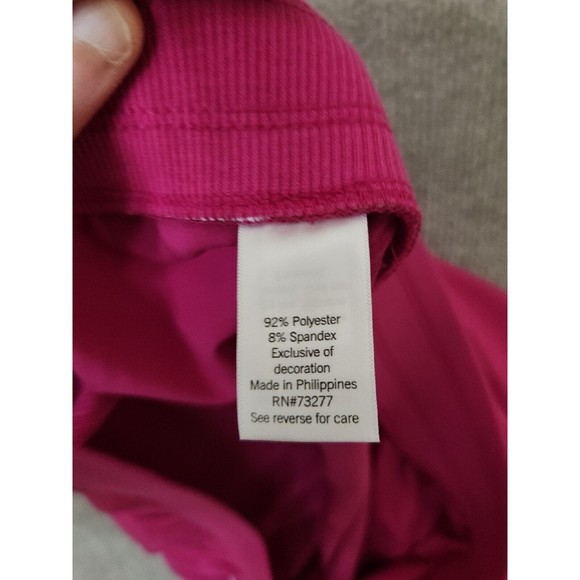 92% Polyester
8% Spandex
Exclusive of
decoration
Made in Philippines
RN#73277
See reverse for care